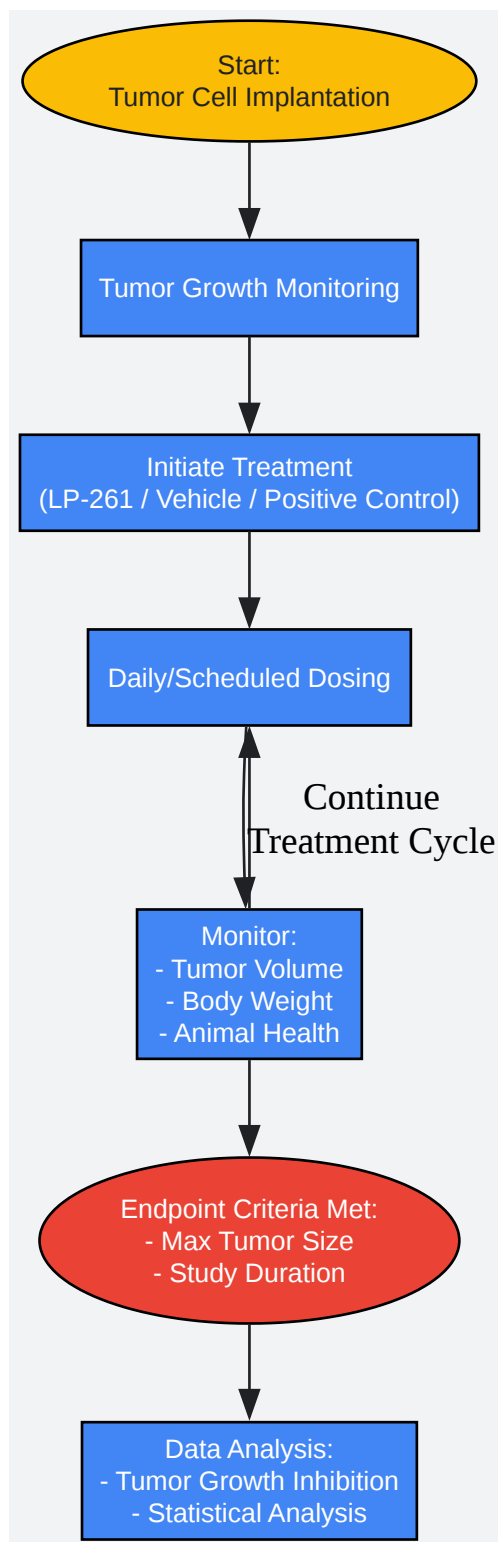 Start:
Tumor Cell Implantation
Tumor Growth Monitoring
Initiate Treatment
(LP-261 / Vehicle / Positive Control)
Daily/Scheduled Dosing
Continue
Treatment Cycle
Monitor:
- Tumor Volume
- Body Weight
- Animal Health
Endpoint Criteria Met:
- Max Tumor Size
- Study Duration
Data Analysis:
- Tumor Growth Inhibition
- Statistical Analysis